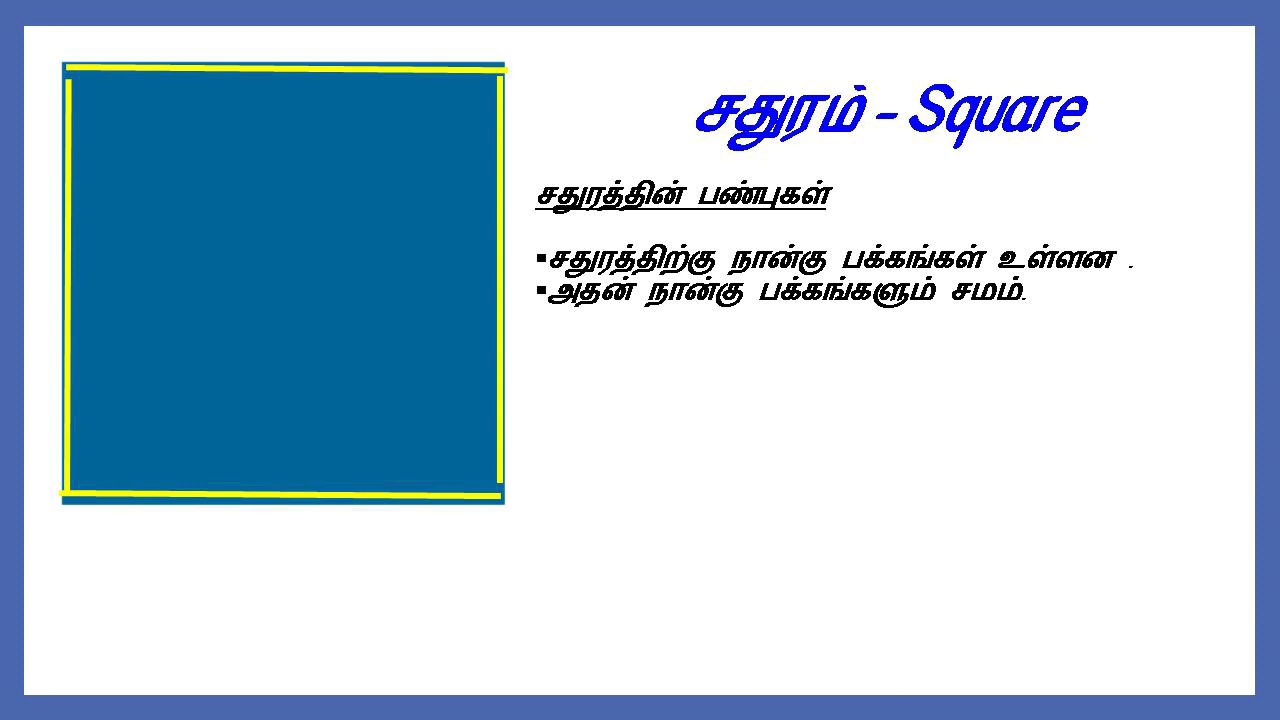 சதுரம் - Square
சதுரத்தின் பண்புகள்
▪சதுரத்திற்கு நான்கு பக்கங்கள் உள்ளன .
▪அதன் நான்கு பக்கங்களும் சமம்.